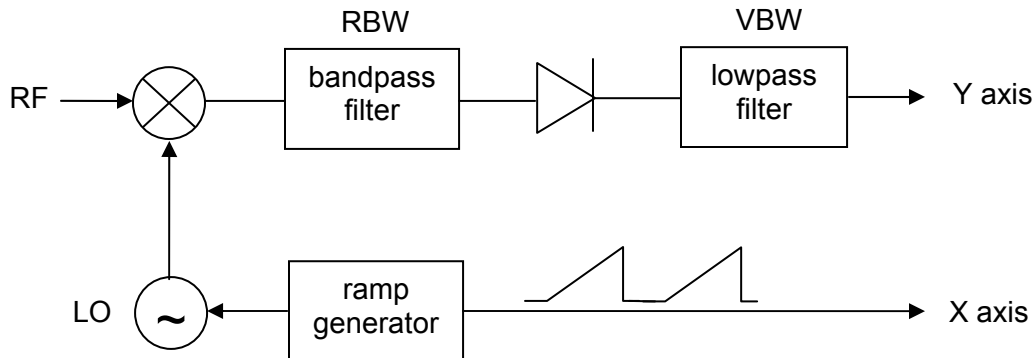 RBW
VBW
RF
bandpass
filter
lowpass
filter
Y axis
LO
~
ramp
generator
X axis